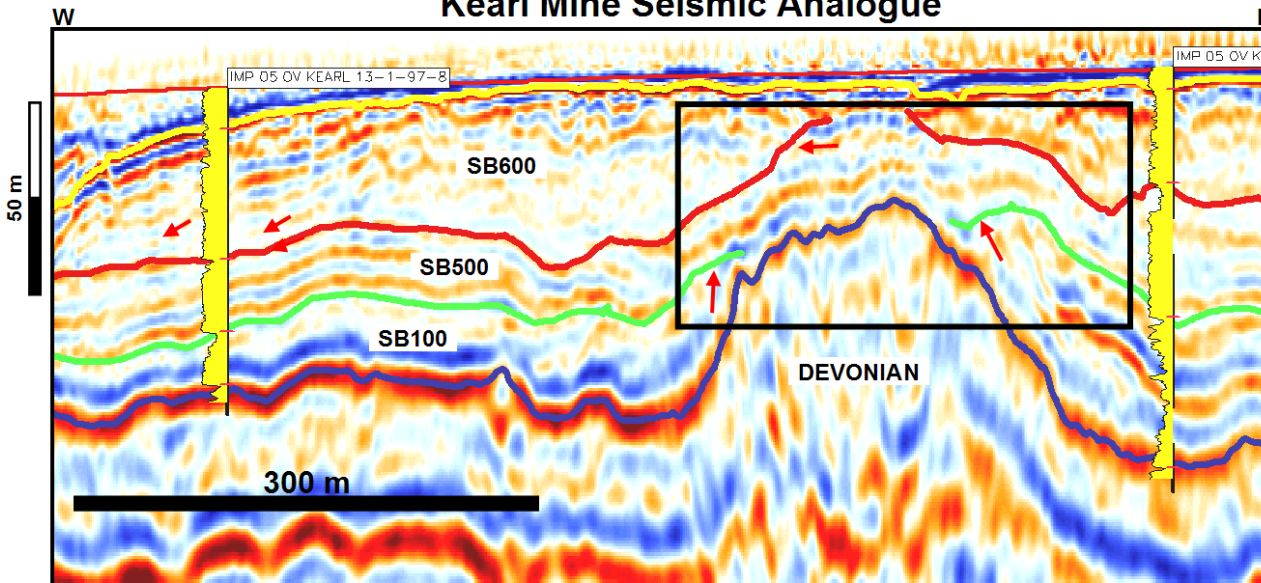 Kearl Mine Seismic Analogue
W
IMP 05 OV KEARL 13-1-97-8
IMP 05 OV K
SB600
50 m
SB500
SB100
DEVONIAN
300 m